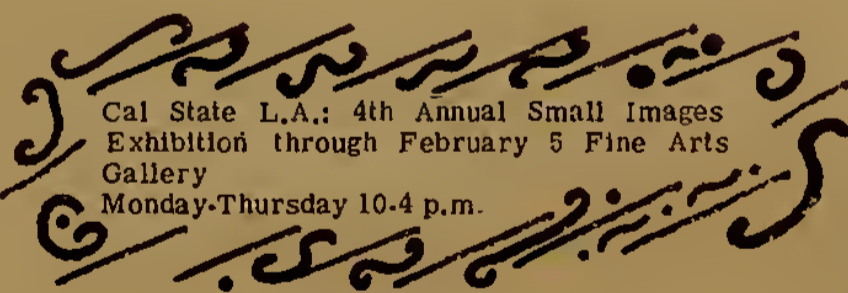 Cal State L.A.: 4th Annual Small Images
Exhibition through February 5 Fine Arts
Gallery
Monday-Thursday 10-4 p.m.